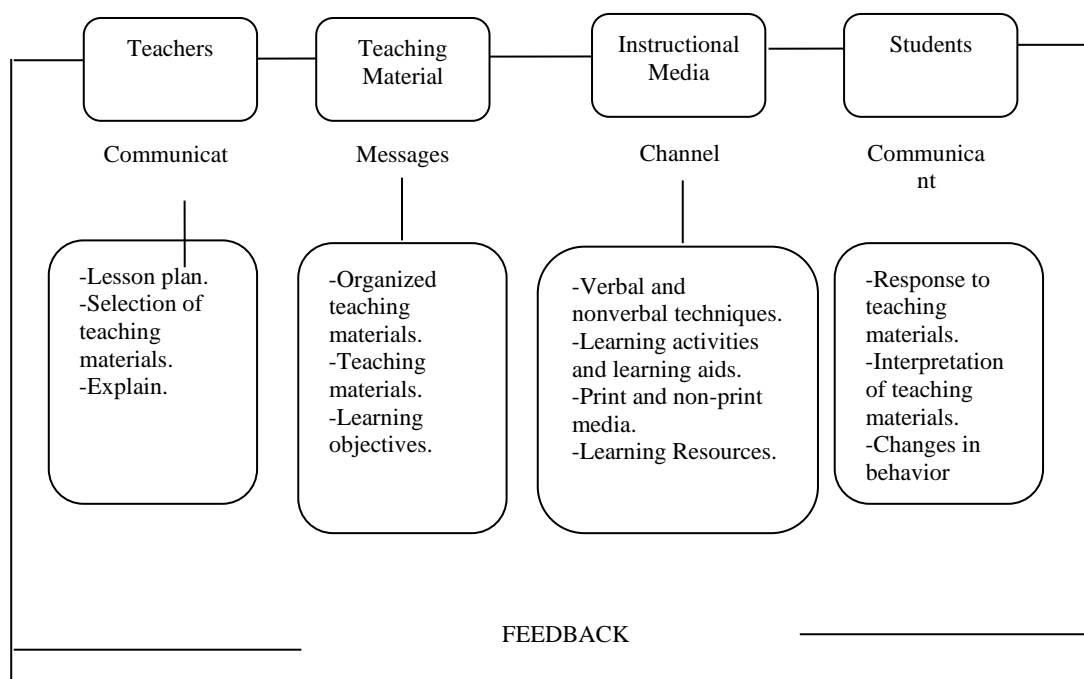 Teachers
Teaching
Material
Instructional
Media
Students
Communicat
Messages
Channel
Communica
nt
-Lesson plan.
-Selection of
teaching
materials.
-Explain.
-Organized
teaching
materials.
-Teaching
materials.
-Learning
objectives.
-Verbal and
nonverbal techniques.
-Learning activities
and learning aids.
-Print and non-print
media.
-Learning Resources.
-Response to
teaching
materials.
-Interpretation
of teaching
materials.
-Changes in
behavior
FEEDBACK